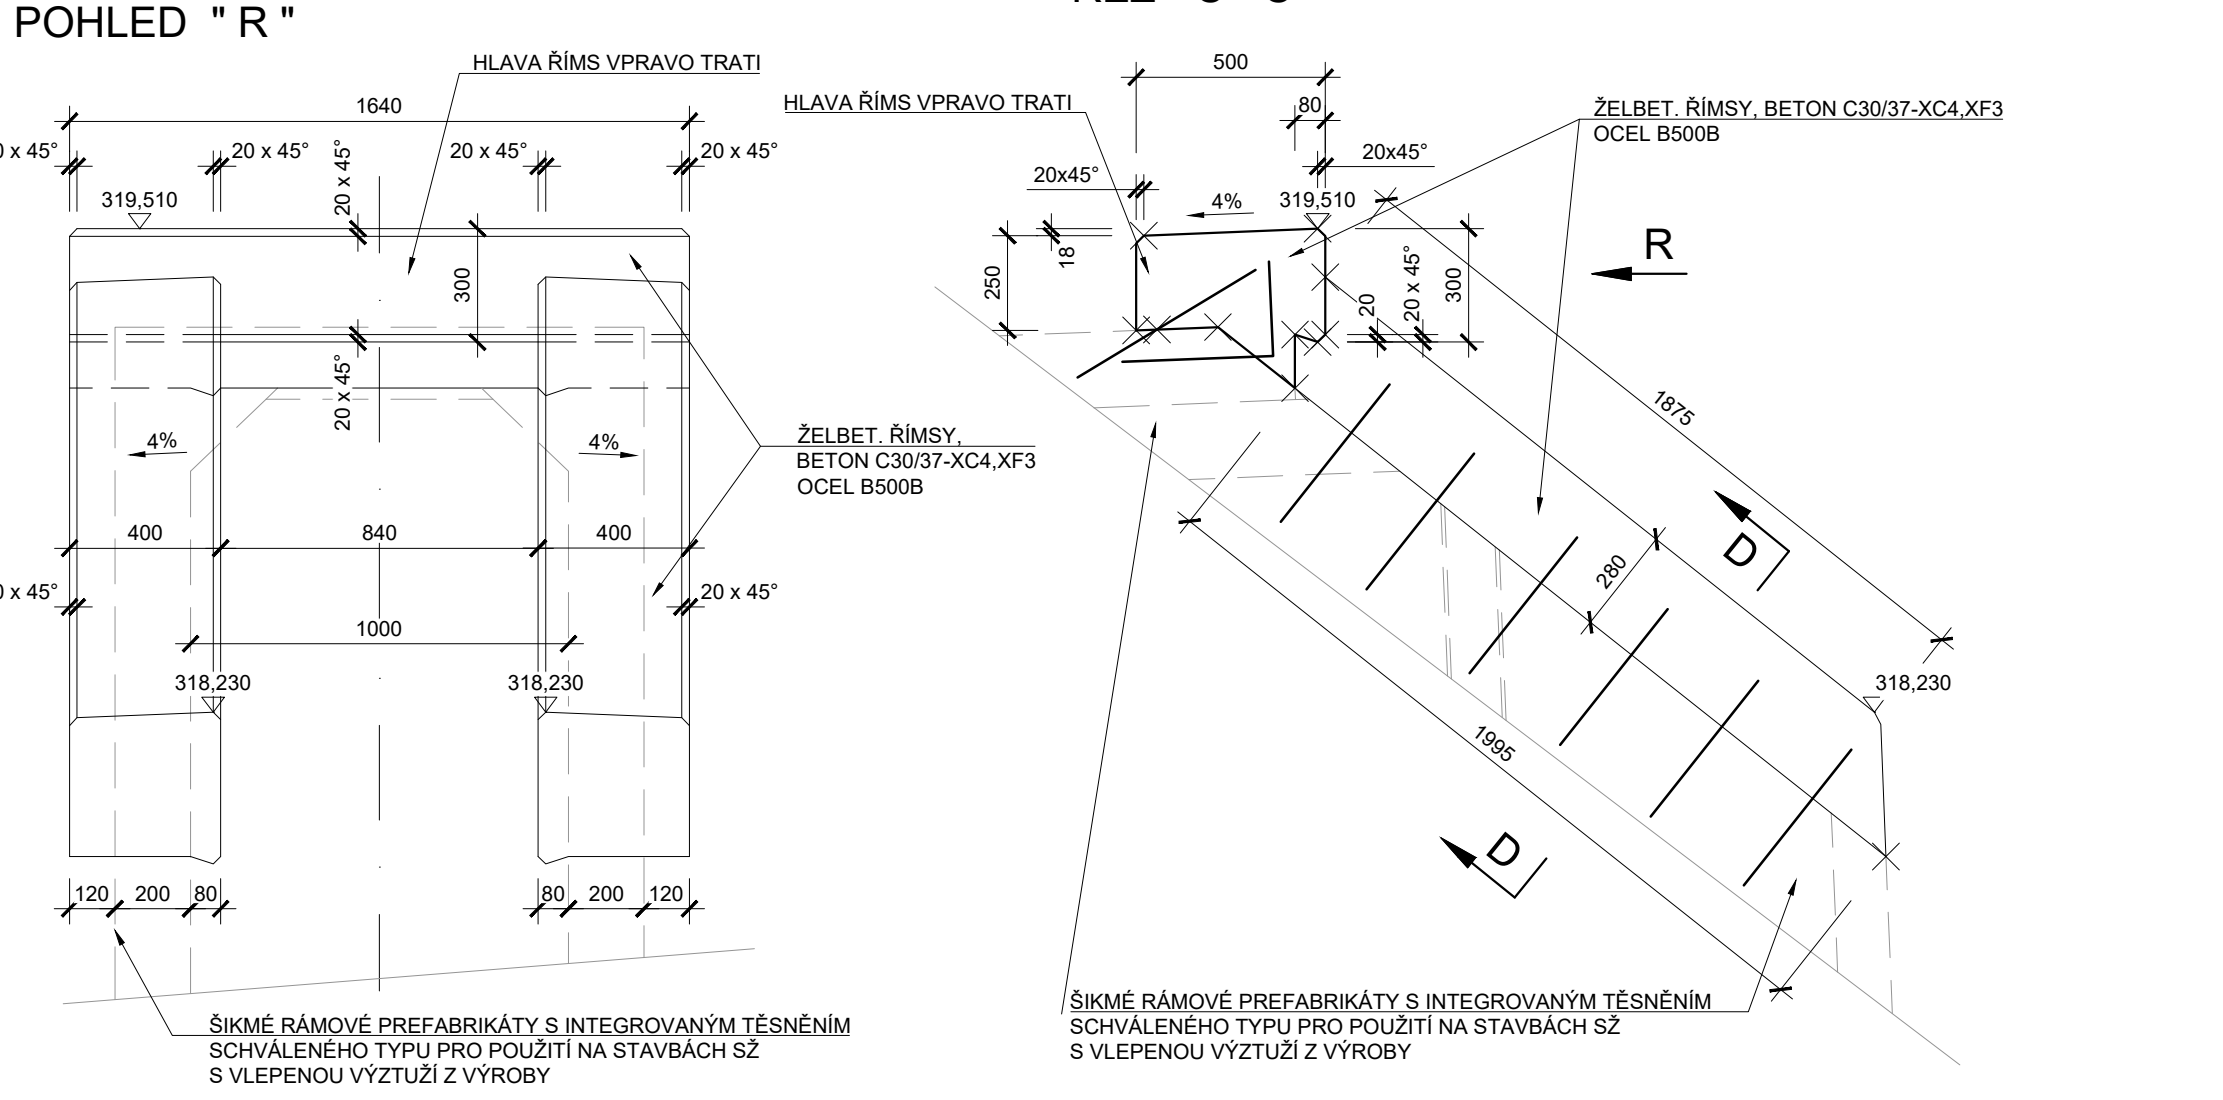 POHLED " R "
HLAVA ŘÍMS VPRAVO TRATI
1640
x 45°
20 x 45°
20 x 45°
20 x 45°
20 x 45°
319,510
300
20 x 45°
4%
4%
ŽELBET. ŘÍMSY,
BETON C30/37-XC4,XF3
OCEL B500B
400
840
400
x 45°
20 x 45°
1000
318,230
318,230
120
200
80
80
200
120
ŠIKMÉ RÁMOVÉ PREFABRIKÁTY S INTEGROVANÝM TĚSNĚNÍM
SCHVÁLENÉHO TYPU PRO POUŽITÍ NA STAVBÁCH SŽ
S VLEPENOU VÝZTUŽÍ Z VÝROBY
500
HLAVA ŘÍMS VPRAVO TRATI
80
ŽELBET. ŘÍMSY, BETON C30/37-XC4,XF3
OCEL B500B
20x45°
20x45°
4%
319,510
18
250
20
20 x 45°
300
R
1875
D
280
318,230
1995
D
ŠIKMÉ RÁMOVÉ PREFABRIKÁTY S INTEGROVANÝM TĚSNĚNÍM
SCHVÁLENÉHO TYPU PRO POUŽITÍ NA STAVBÁCH SŽ
S VLEPENOU VÝZTUŽÍ Z VÝROBY